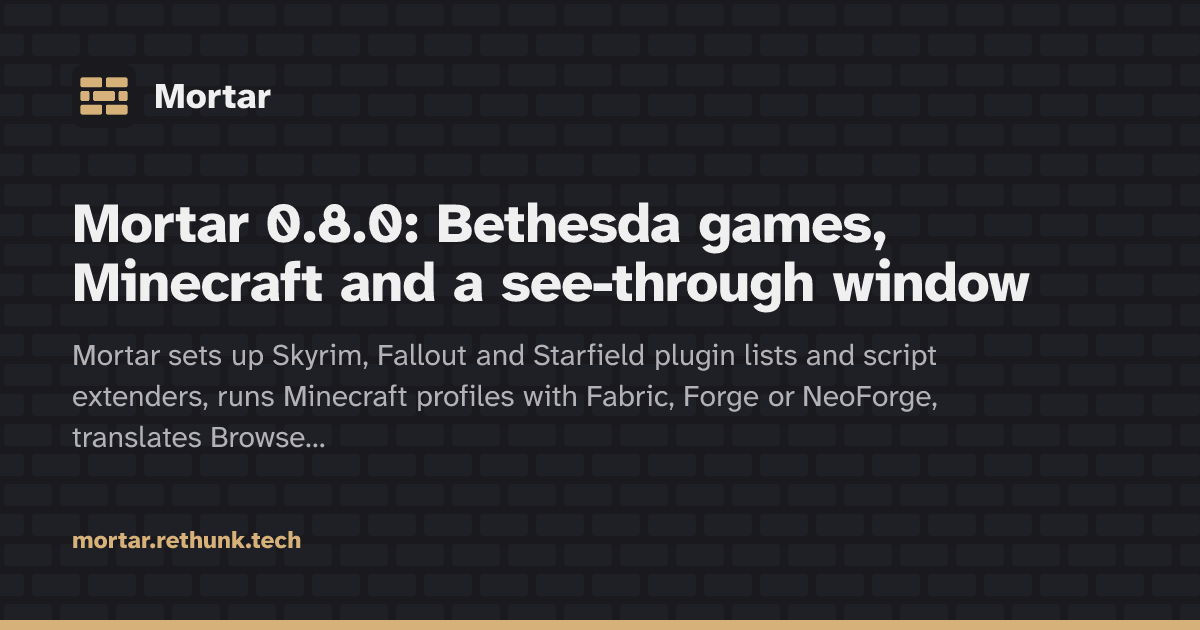 Mortar
Mortar 0.8.0: Bethesda games,
Minecraft and a see-through window
Mortar sets up Skyrim, Fallout and Starfield plugin lists and script
extenders, runs Minecraft profiles with Fabric, Forge or NeoForge,
translates Browse...
mortar.rethunk.tech